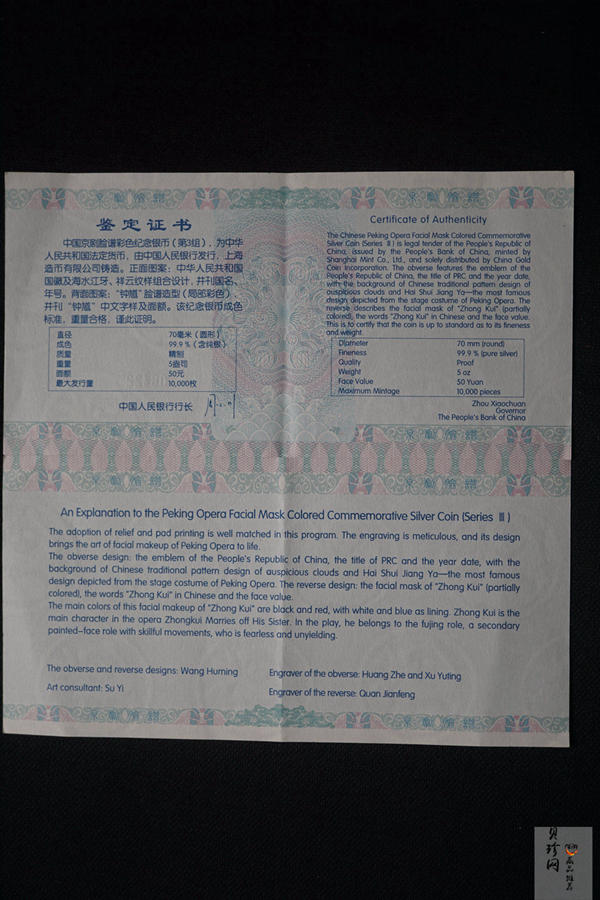 鉴定证书
中国京剧脸谱彩色纪念银币（第3组），为中华
人民共和国法定货币，由中国人民银行发行，上海
造币有限公司铸造。正面图案：中华人民共和国
国徽及海水江牙、祥云纹样组合设计，并刊国名、
年号。背面图案：“钟馗”脸谱造型（局部彩色），
并刊“钟馗”中文字样及面额。该纪念银币成色
标准，重量合格，谨此证明。
直径 70毫米（圆形）
成色 99.9％（含纯银）
质量 精制
重量 5盎司
面额 50元
最大发行量 10,000枚
中国人民银行行长
Certificate of Authenticity
The Chinese Peking Opera Facial Mask Colored Commemorative
Silver Coin (Series Ⅲ) is legal tender of the People's Republic of
China, issued by the People's Bank of China, minted by
Shanghai Mint Co., Ltd., and solely distributed by China Gold
Coin Incorporation. The obverse features the emblem of the
People's Republic of China, the title of PRC and the year date,
with the background of Chinese traditional pattern design of
auspicious clouds and Hai Shui Jiang Ya—the most famous
design depicted from the stage costume of Peking Opera. The
reverse describes the facial mask of "Zhong Kui" (partially
colored), the words "Zhong Kui" in Chinese and the face value.
This is to certify that the coin is up to standard as to its fineness
and weight.
Diameter 70 mm (round)
Fineness 99.9 % (pure silver)
Quality Proof
Weight 5 oz
Face Value 50 Yuan
Maximum Mintage 10,000 pieces
Zhou Xiaochuan
Governor
The People's Bank of China
An Explanation to the Peking Opera Facial Mask Colored Commemorative Silver Coin (Series Ⅲ)
The adoption of relief and pad printing is well matched in this program. The engraving is meticulous, and its design
brings the art of facial makeup of Peking Opera to life.
The obverse design: the emblem of the People's Republic of China, the title of PRC and the year date, with the
background of Chinese traditional pattern design of auspicious clouds and Hai Shui Jiang Ya—the most famous
design depicted from the stage costume of Peking Opera. The reverse design: the facial mask of "Zhong Kui" (partially
colored), the words "Zhong Kui" in Chinese and the face value.
The main colors of this facial makeup of "Zhong Kui" are black and red, with white and blue as lining. Zhong Kui is the
main character in the opera Zhongkui Marries off His Sister. In the play, he belongs to the fujing role, a secondary
painted-face role with skillful movements, who is fearless and unyielding.
The obverse and reverse designs: Wang Huming
Art consultant: Su Yi
Engraver of the obverse: Huang Zhe and Xu Yuting
Engraver of the reverse: Quan Jianfeng
贝珍网